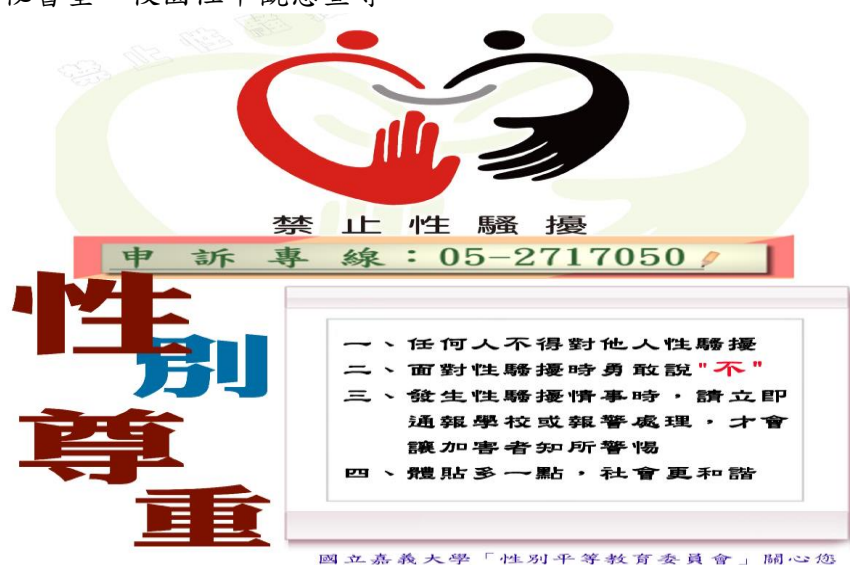 禁止性騷擾
禁止性騷擾
申訴專線：05-2717050
性別尊重
一、任何人不得對他人性騷擾
二、面對性騷擾時勇敢說"不"
三、發生性騷擾情事時，請立即
通報學校或報警處理，才會
讓加害者知所警惕
四、體貼多一點，社會更和諧
國立嘉義大學「性別平等教育委員會」關心您